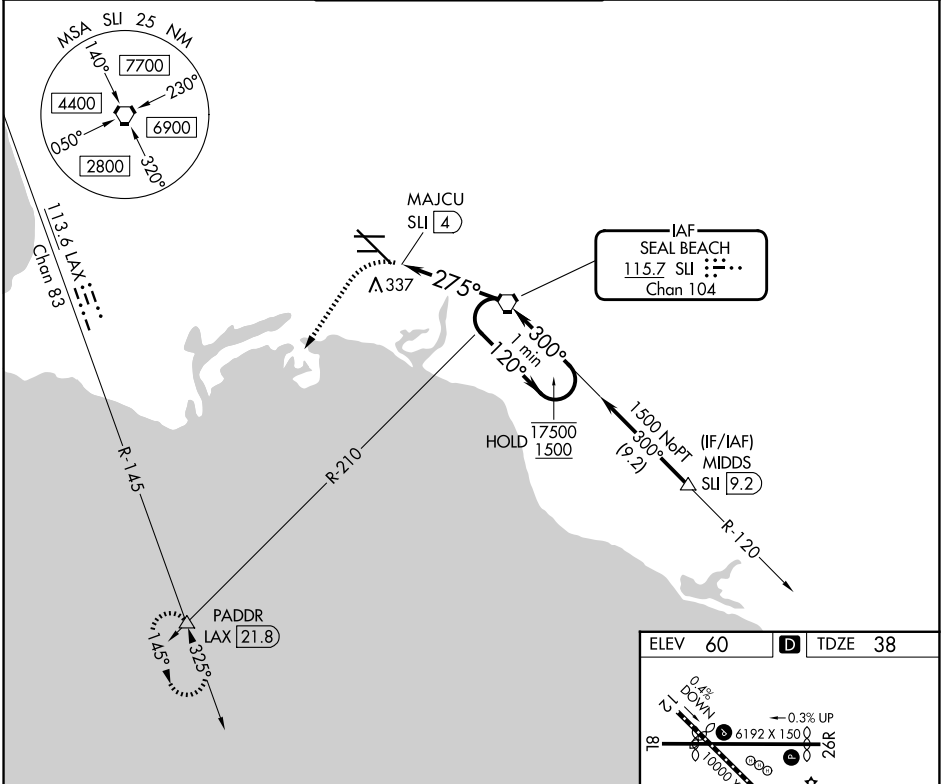 MSA SLI 25 NM
140°
7700
230°
4400
6900
050°
2800
320°
113.6 LAX
Chan 83
MAJCU
SLI 4
337
275°
IAF
SEAL BEACH
115.7 SLI
Chan 104
300°
1 min
120°
HOLD 17500
1500
1500 NoPT
300°
(9.2)
(IF/IAF)
MIDDS
SLI 9.2
R-120
R-145
R-210
PADDR
LAX 21.8
145°
325°
ELEV 60 D TDZE 38
0.4%
DOWN
12
0.3% UP
P
6192 X 150
8L
26R
P
10000 X